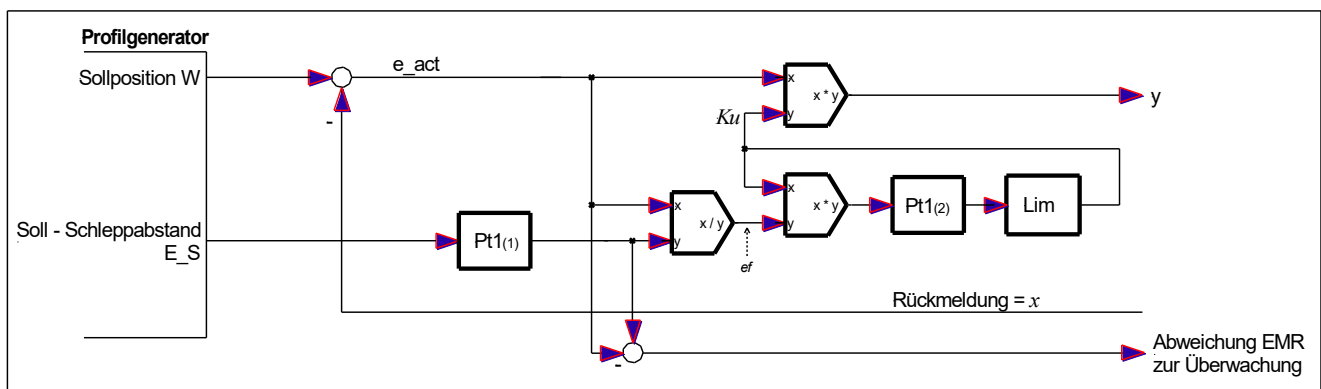 Profilgenerator
Sollposition W
e_act
x
x * y
y
y
-
Ku
x
x / y
y
x
x * y
y
Pt1(2)
Lim
Soll - Schleppabstand
E_S
Pt1(1)
ef
Rückmeldung = x
-
Abweichung EMR
zur Überwachung